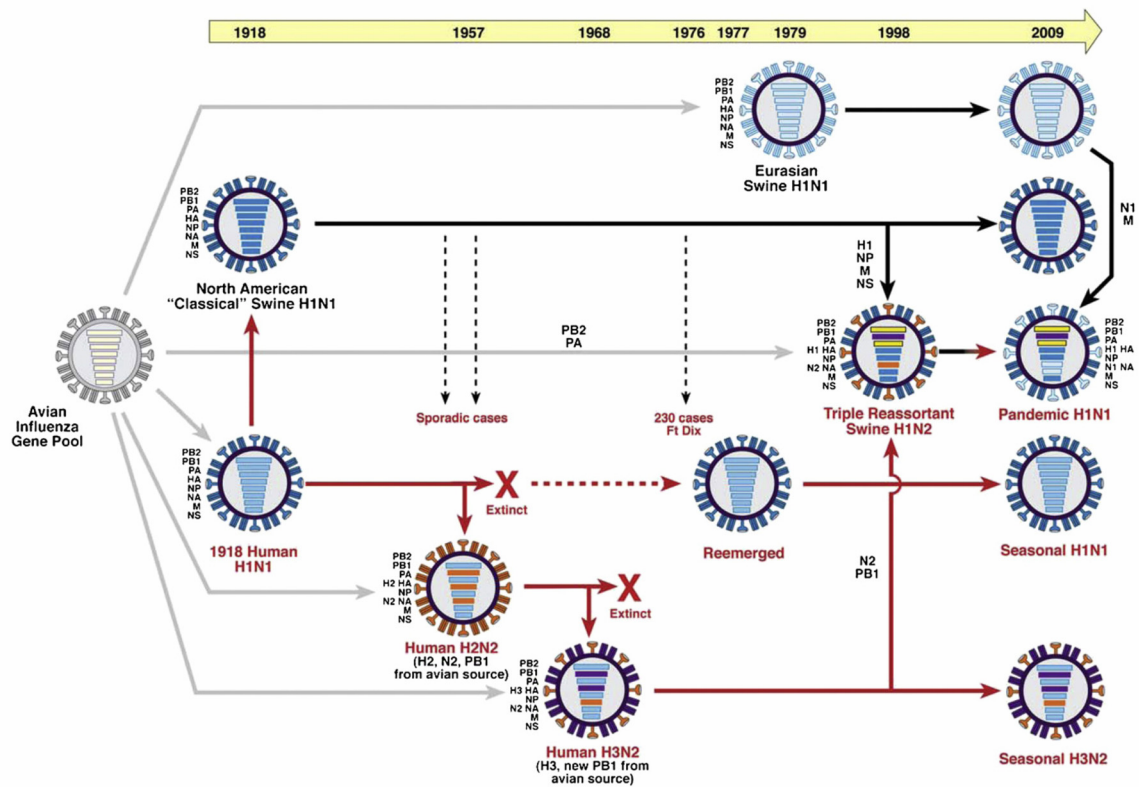 1918 1957 1968 1976 1977 1979 1998 2009
PB2
PB1
PA
HA
NP
NA
M
NS
Eurasian
Swine H1N1
N1
M
PB2
PB1
PA
HA
NP
NA
M
NS
North American
“Classical” Swine H1N1
H1
NP
M
NS
Avian
Influenza
Gene Pool
PB2
PA
Sporadic cases
230 cases
Ft Dix
PB2
PB1
PA
H1 HA
NP
N2 NA
M
NS
Triple Reassortant
Swine H1N2
PB2
PB1
PA
H1 HA
NP
N1 NA
M
NS
Pandemic H1N1
PB2
PB1
PA
HA
NP
NA
M
NS
1918 Human
H1N1
X
Extinct
Reemerged
Seasonal H1N1
PB2
PB1
PA
H2 HA
NP
N2 NA
M
NS
Human H2N2
(H2, N2, PB1
from avian source)
X
Extinct
N2
PB1
PB2
PB1
PA
H3 HA
NP
N2 NA
M
NS
Human H3N2
(H3, new PB1 from
avian source)
Seasonal H3N2